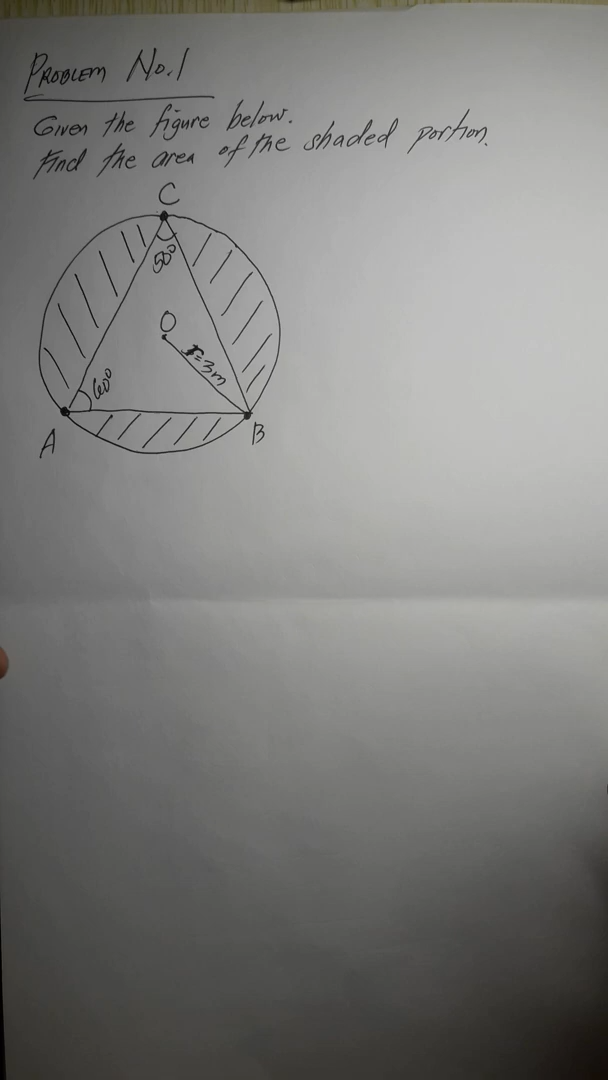 PROBLEM No.1
Given the figure below.
Find the area of the shaded portion.
C
50°
O
r=3m
60°
A
B